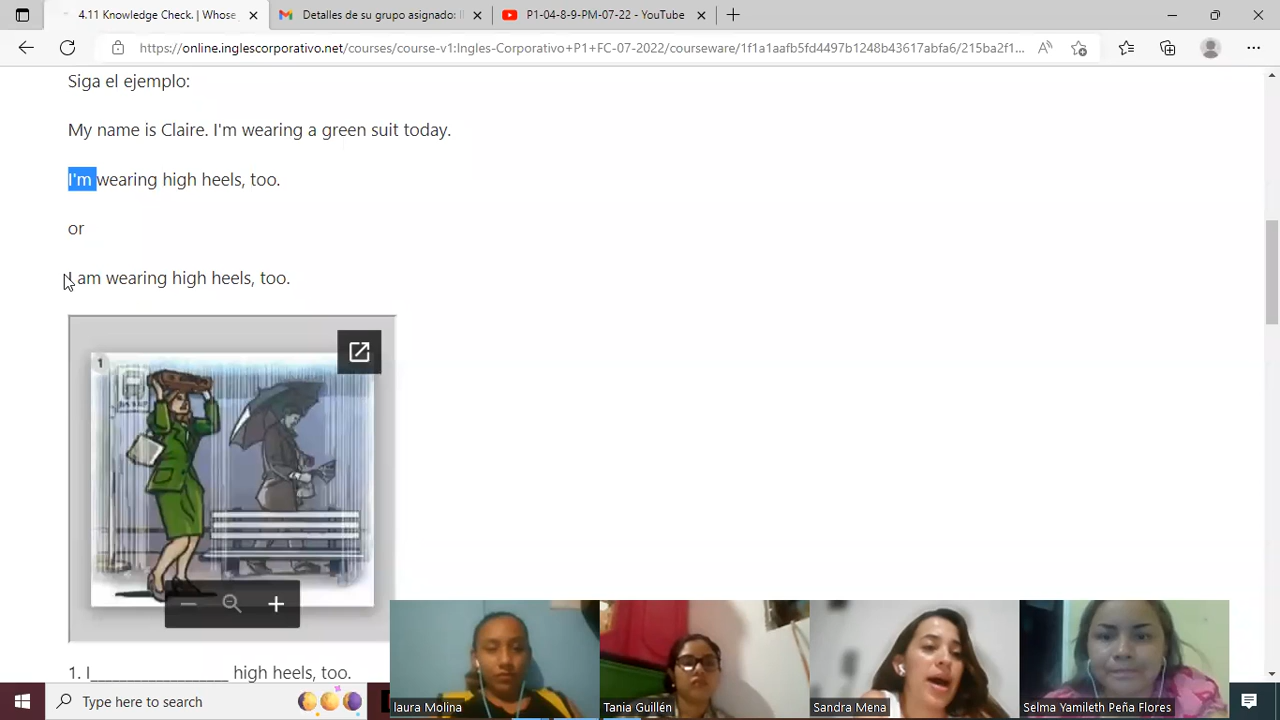 4.11 Knowledge Check. | Whose
Detalles de su grupo asignado: II
P1-04-8-9-PM-07-22 - YouTube
https://online.inglescorporativo.net/courses/course-v1:Ingles-Corporativo+P1+FC-07-2022/courseware/1f1a1aafb5fd4497b1248b43617abfa6/215ba2f1...
Siga el ejemplo:
My name is Claire. I'm wearing a green suit today.
I'm wearing high heels, too.
or
I am wearing high heels, too.
1
1. I__________________ high heels, too.
laura Molina
Tania Guillén
Sandra Mena
Selma Yamileth Peña Flores
Type here to search